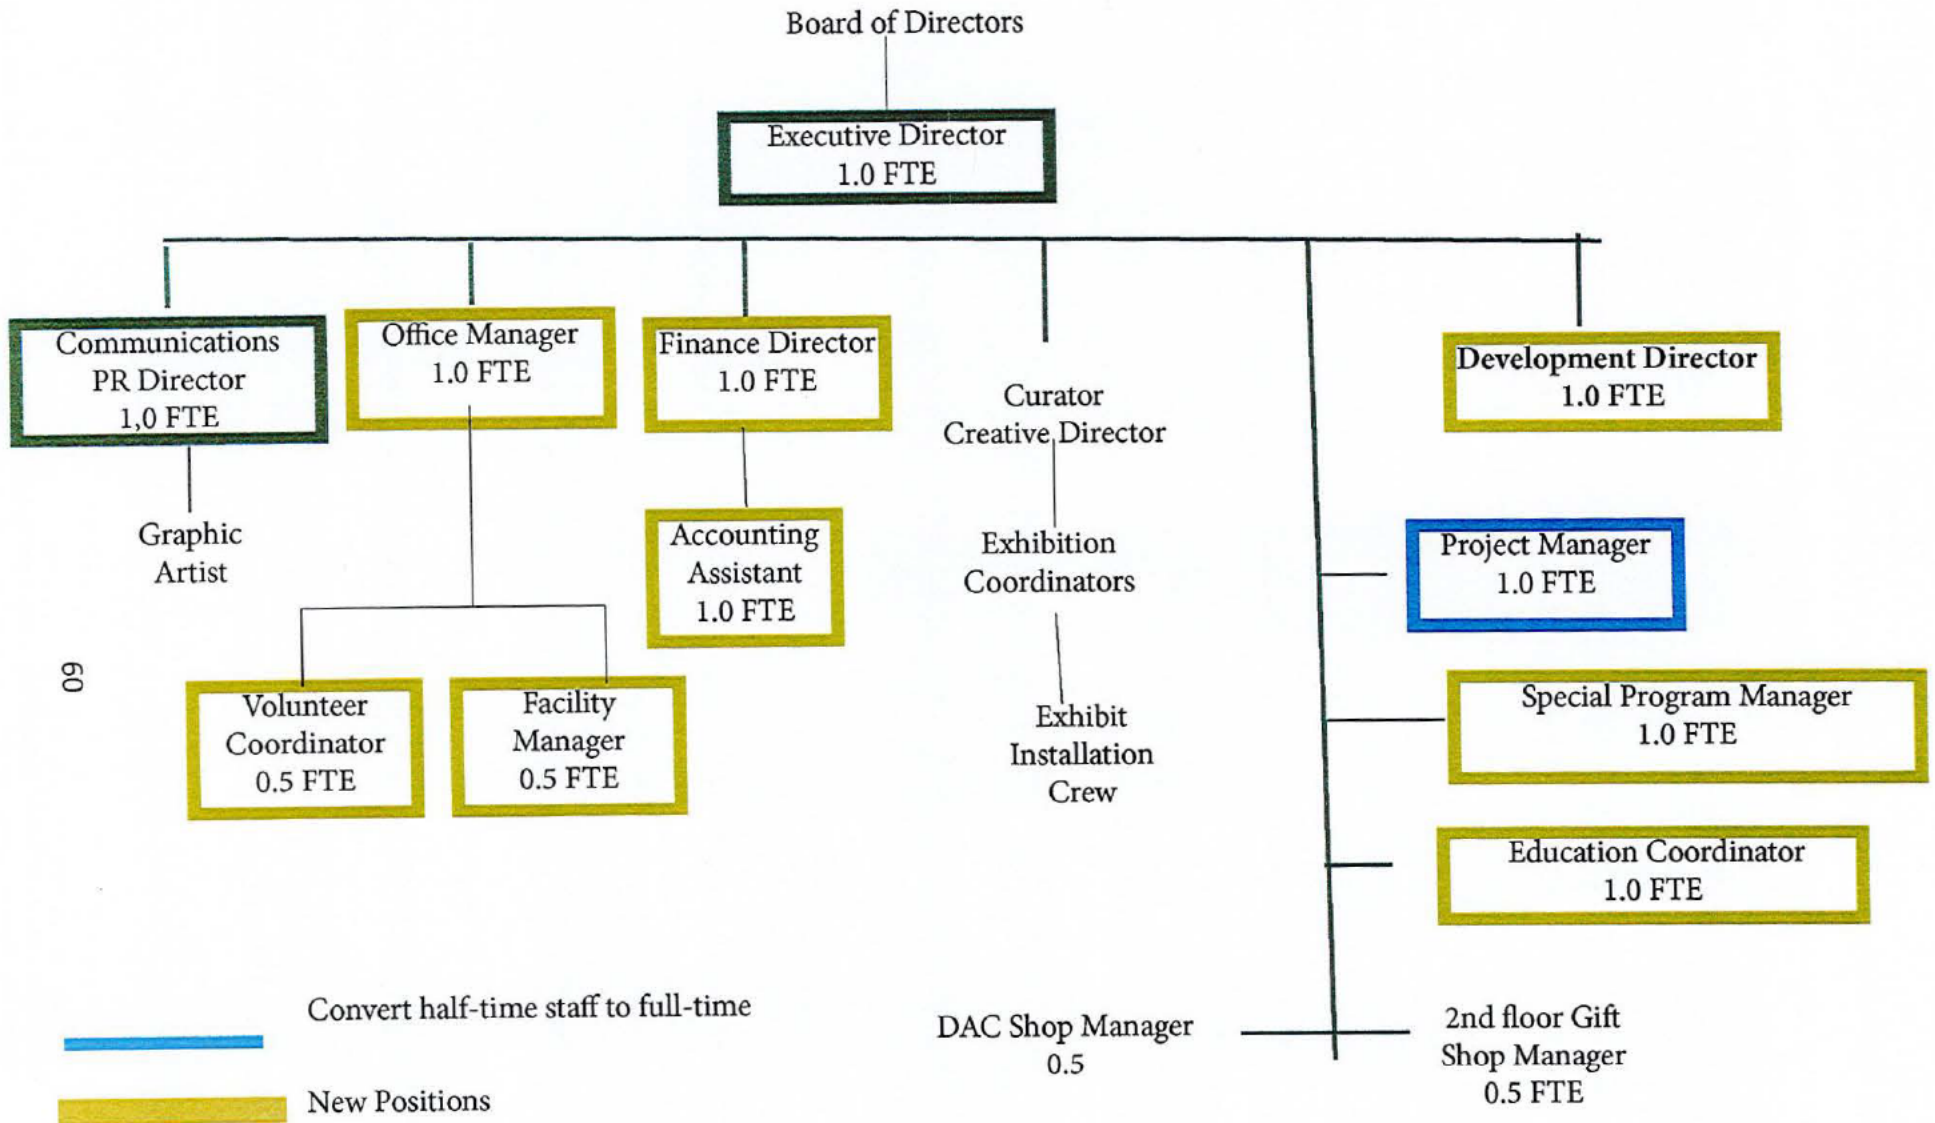 Board of Directors
Executive Director
1.0 FTE
Communications
PR Director
1,0 FTE
Office Manager
1.0 FTE
Finance Director
1.0 FTE
Curator
Creative Director
Development Director
1.0 FTE
Graphic
Artist
Accounting
Assistant
1.0 FTE
Exhibition
Coordinators
Project Manager
1.0 FTE
Volunteer
Coordinator
0.5 FTE
Facility
Manager
0.5 FTE
Exhibit
Installation
Crew
Special Program Manager
1.0 FTE
Education Coordinator
1.0 FTE
60
DAC Shop Manager
0.5
2nd floor Gift
Shop Manager
0.5 FTE
Convert half-time staff to full-time
New Positions